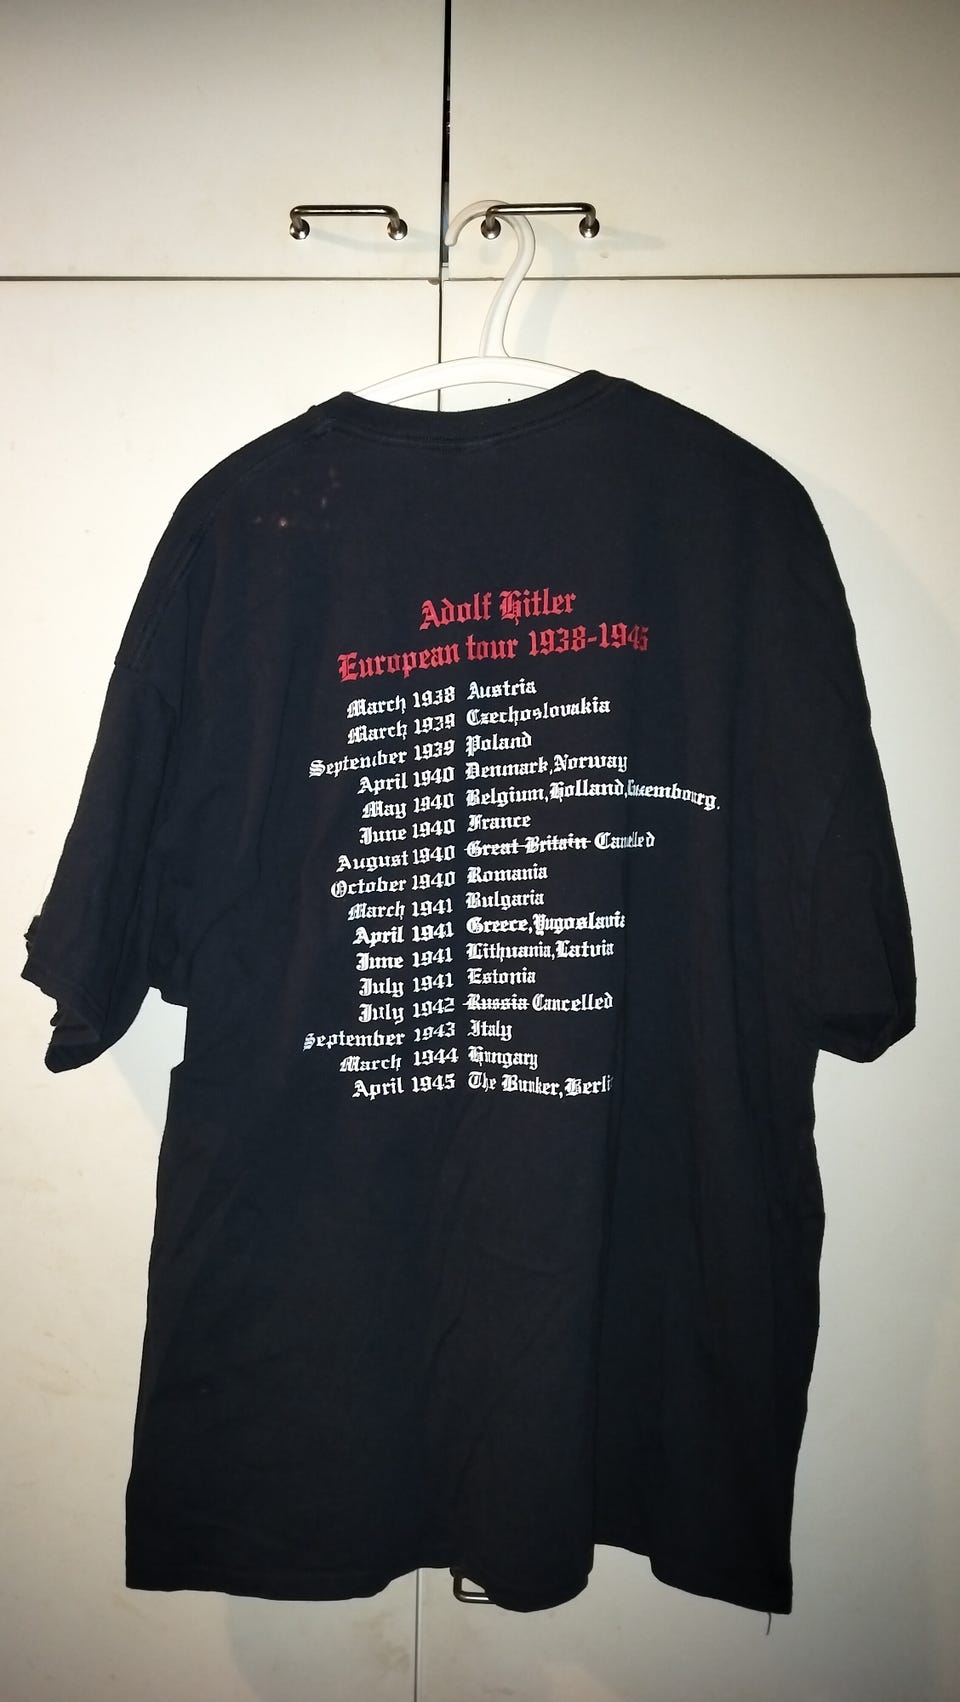 Adolf Hitler
European tour 1938-1945
March 1938 Austria
March 1939 Czechoslovakia
September 1939 Poland
April 1940 Denmark,Norway
May 1940 Belgium,Holland,Luxembourg.
June 1940 France
August 1940 Great Britain Cancelled
October 1940 Romania
March 1941 Bulgaria
April 1941 Greece,Yugoslavia
June 1941 Lithuania,Latvia
July 1941 Estonia
July 1942 Russia Cancelled
September 1943 Italy
March 1944 Hungary
April 1945 The Bunker,Berlin